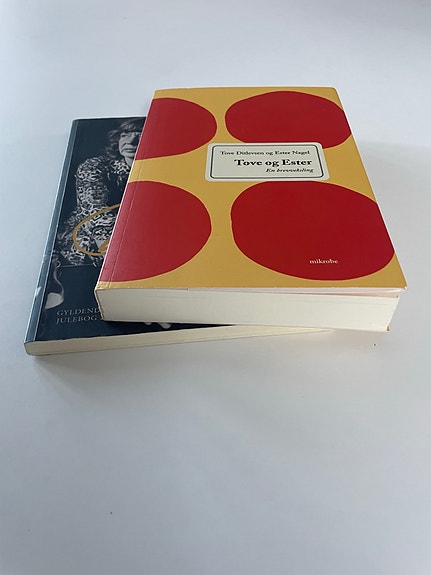 Tove Ditlevsen og Ester Nagel
Tove og Ester
En brevveksling
mikrobe
GYLDEND
JULEBOG